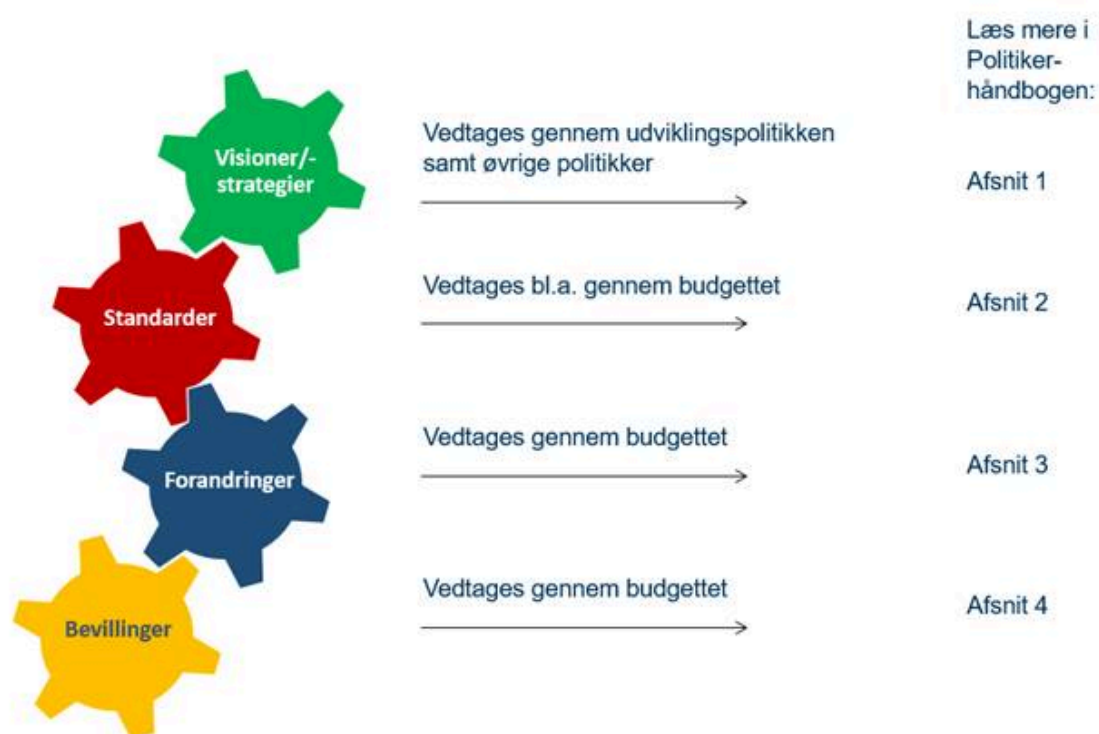 Læs mere i
Politiker-
håndbogen:
Visioner/-
strategier
Vedtages gennem udviklingspolitikken
samt øvrige politikker
Afsnit 1
Standarder
Vedtages bl.a. gennem budgettet
Afsnit 2
Forandringer
Vedtages gennem budgettet
Afsnit 3
Bevillinger
Vedtages gennem budgettet
Afsnit 4